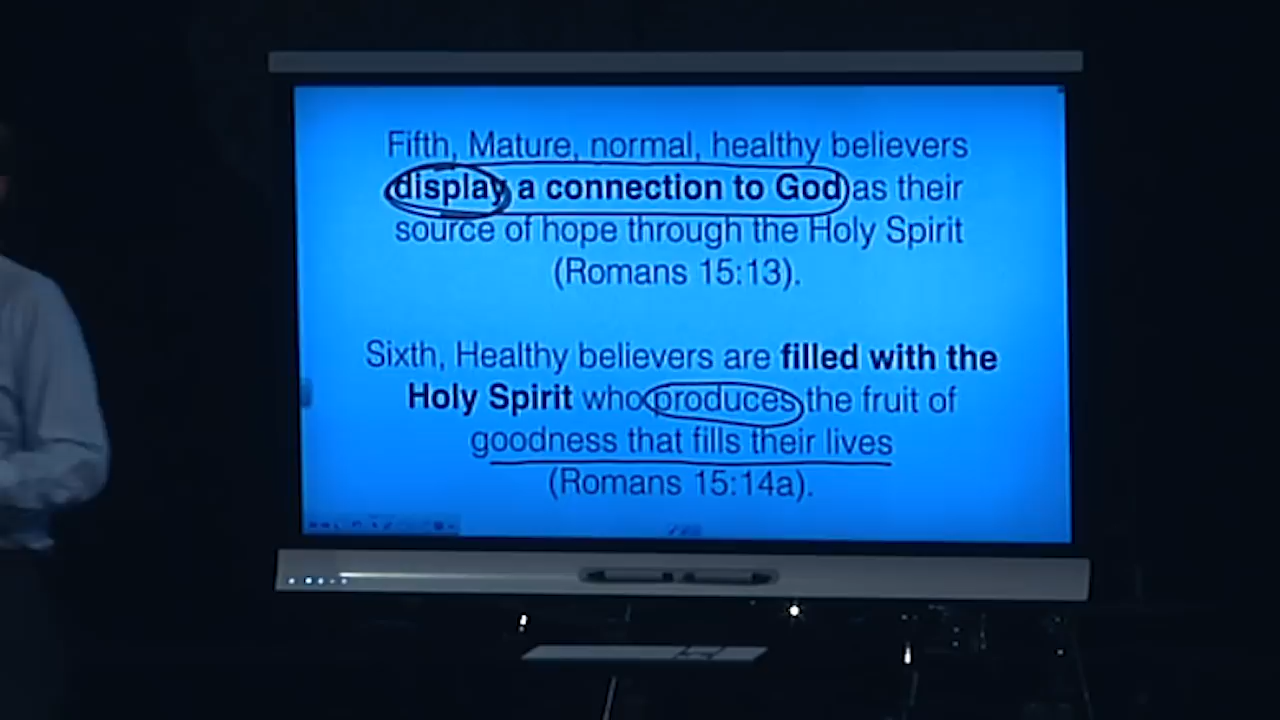 Fifth, Mature, normal, healthy believers
display a connection to God as their
source of hope through the Holy Spirit
(Romans 15:13).
Sixth, Healthy believers are filled with the
Holy Spirit who produces the fruit of
goodness that fills their lives
(Romans 15:14a).